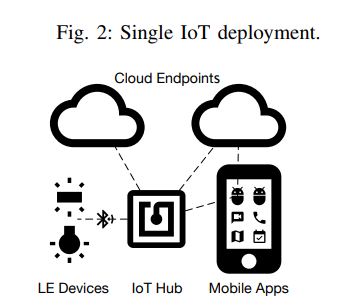 Fig. 2: Single IoT deployment.
Cloud Endpoints
LE Devices IoT Hub Mobile Apps